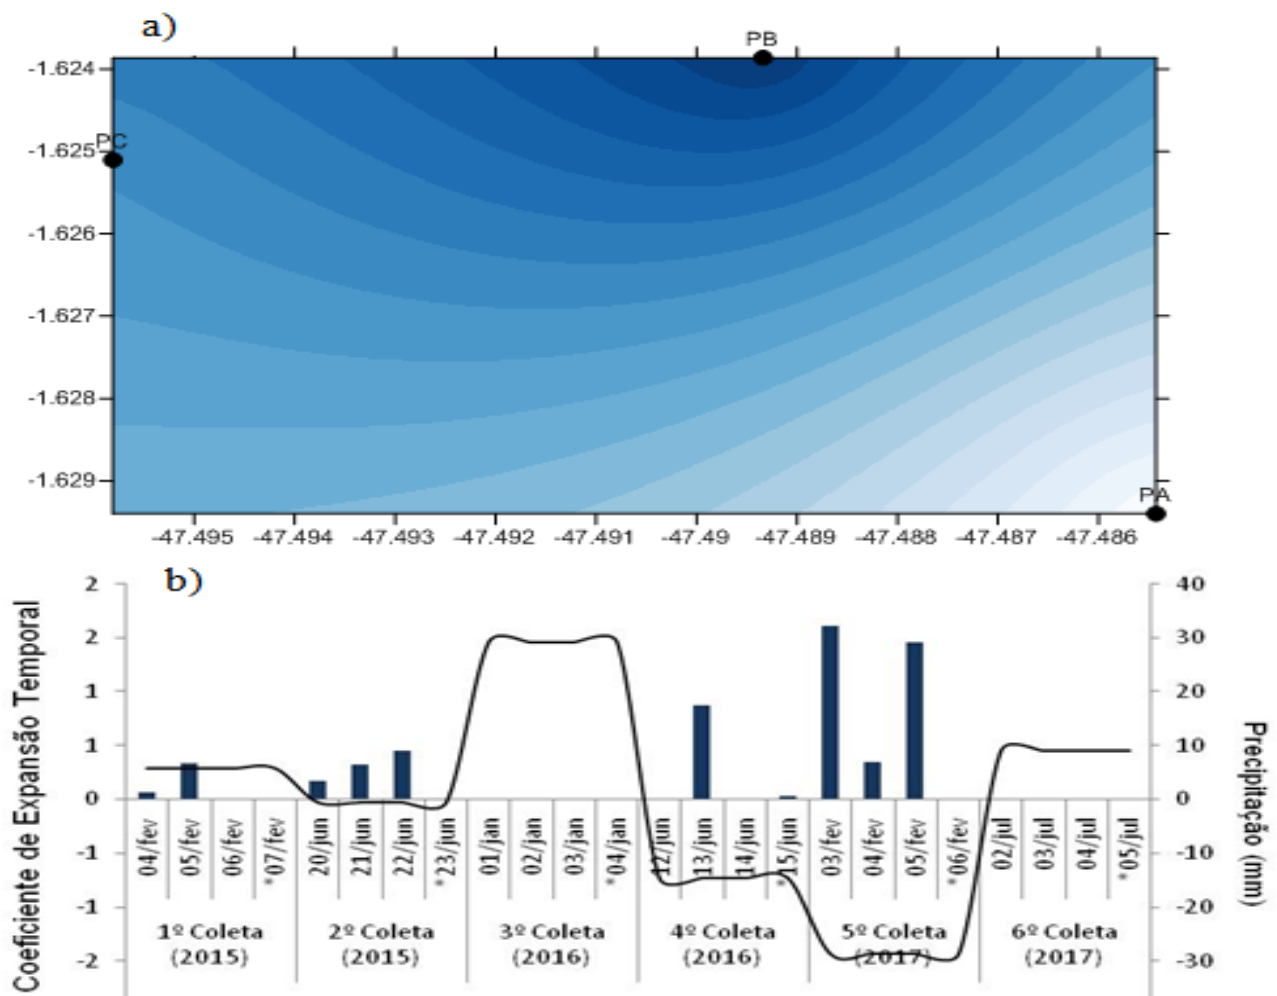 a)
PB
-1.624
PC
-1.625
-1.626
-1.627
-1.628
-1.629
PA
-47.495 -47.494 -47.493 -47.492 -47.491 -47.49 -47.489 -47.488 -47.487 -47.486
b)
Coeficiente de Expansão Temporal
2
2
1
1
0
-1
-1
-2
40
30
20
10
0
-10
-20
-30
Precipitação (mm)
04/fev
05/fev
06/fev
*07/fev
20/jun
21/jun
22/jun
*23/jun
01/jan
02/jan
03/jan
*04/jan
12/jun
13/jun
14/jun
*15/jun
03/fev
04/fev
05/fev
*06/fev
02/jul
03/jul
04/jul
*05/jul
1º Coleta
(2015)
2º Coleta
(2015)
3º Coleta
(2016)
4º Coleta
(2016)
5º Coleta
(2017)
6º Coleta
(2017)